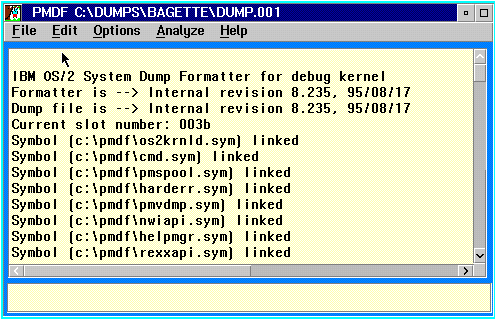 PMDF C:\DUMPS\BAGETTE\DUMP.001
File Edit Options Analyze Help
IBM OS/2 System Dump Formatter for debug kernel
Formatter is --> Internal revision 8.235, 95/08/17
Dump file is --> Internal revision 8.235, 95/08/17
Current slot number: 003b
Symbol (c:\pmdf\os2krnld.sym) linked
Symbol (c:\pmdf\cmd.sym) linked
Symbol (c:\pmdf\pmspool.sym) linked
Symbol (c:\pmdf\harderr.sym) linked
Symbol (c:\pmdf\pmvdmp.sym) linked
Symbol (c:\pmdf\nwiapi.sym) linked
Symbol (c:\pmdf\helpmgr.sym) linked
Symbol (c:\pmdf\rexxapi.sym) linked